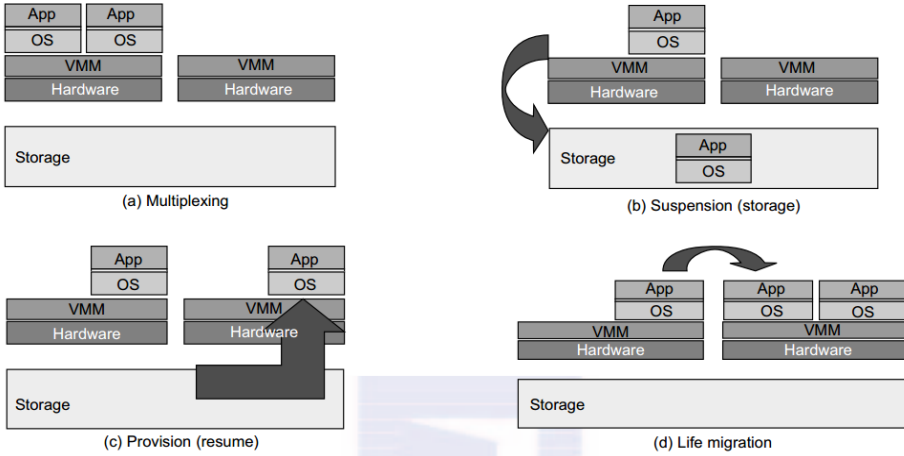 App App
OS OS
VMM VMM
Hardware Hardware
Storage
(a) Multiplexing
App
OS
VMM VMM
Hardware Hardware
App
Storage
OS
(b) Suspension (storage)
App App
OS OS
VMM VMM
Hardware Hardware
Storage
(c) Provision (resume)
App App App
OS OS OS
VMM VMM
Hardware Hardware
Storage
(d) Life migration